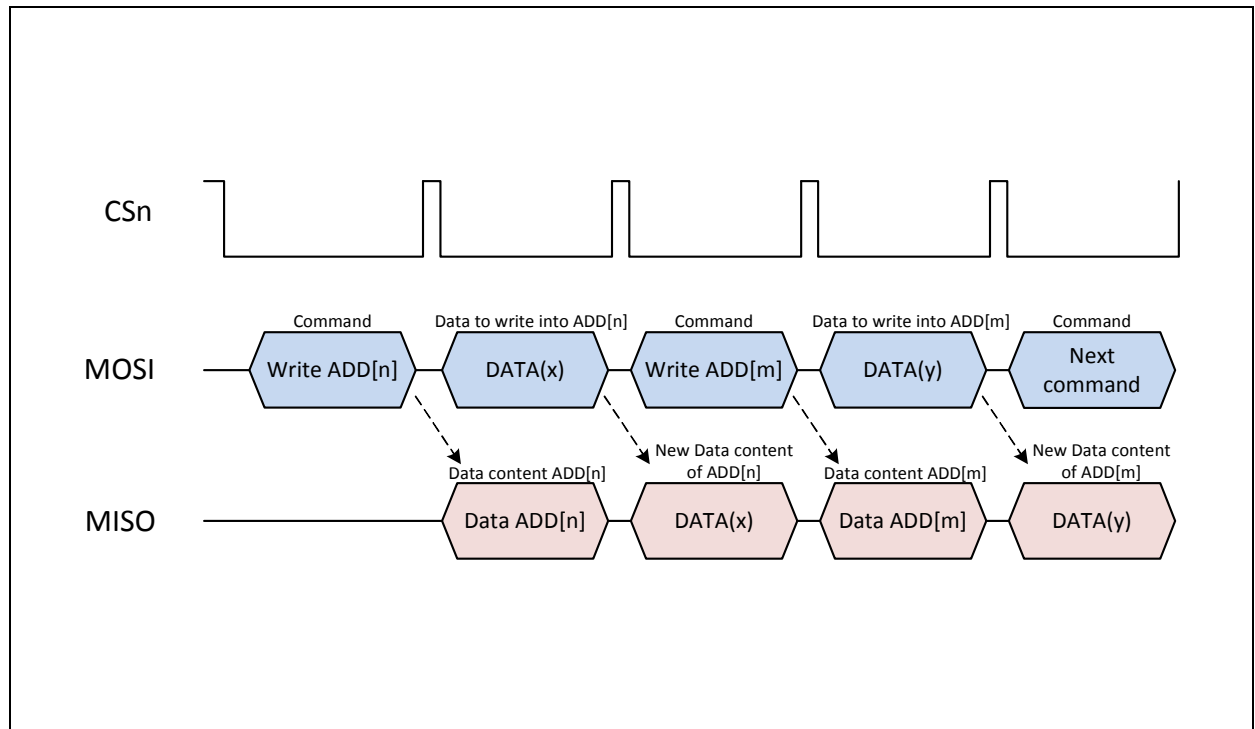 CSn
Command
Data to write into ADD[n]
Command
Data to write into ADD[m]
Command
MOSI
Write ADD[n]
DATA(x)
Write ADD[m]
DATA(y)
Next
command
Data content ADD[n]
New Data content
of ADD[n]
Data content ADD[m]
New Data content
of ADD[m]
MISO
Data ADD[n]
DATA(x)
Data ADD[m]
DATA(y)